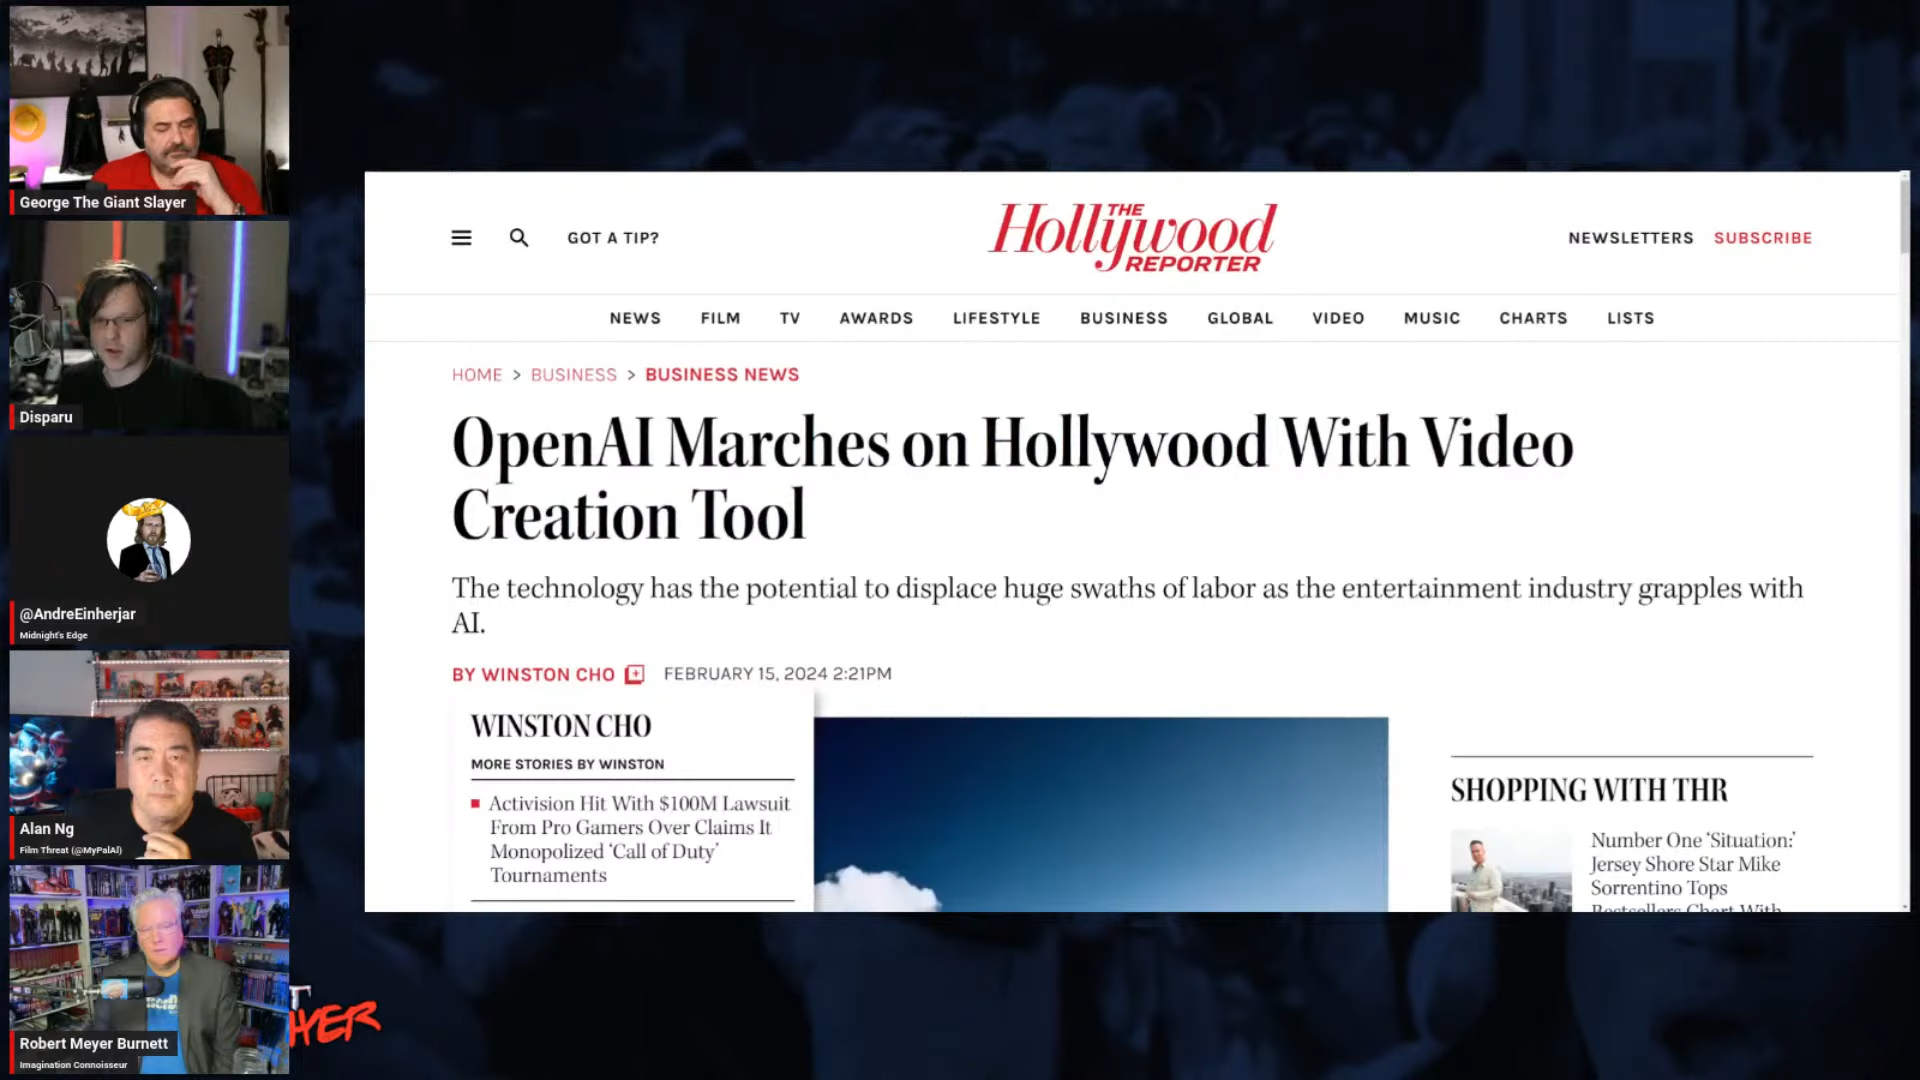 George The Giant Slayer
Disparu
@AndreEinherjar
Midnight's Edge
Alan Ng
Film Threat (@MyPalAl)
Robert Meyer Burnett
Imagination Connoisseur
GOT A TIP?
THE
Hollywood
REPORTER
NEWSLETTERS SUBSCRIBE
NEWS FILM TV AWARDS LIFESTYLE BUSINESS GLOBAL VIDEO MUSIC CHARTS LISTS
HOME > BUSINESS > BUSINESS NEWS
OpenAI Marches on Hollywood With Video
Creation Tool
The technology has the potential to displace huge swaths of labor as the entertainment industry grapples with
AI.
BY WINSTON CHO FEBRUARY 15, 2024 2:21PM
WINSTON CHO
MORE STORIES BY WINSTON
Activision Hit With $100M Lawsuit
From Pro Gamers Over Claims It
Monopolized ‘Call of Duty’
Tournaments
SHOPPING WITH THR
Number One ‘Situation:’
Jersey Shore Star Mike
Sorrentino Tops
Bestsellers Chart With